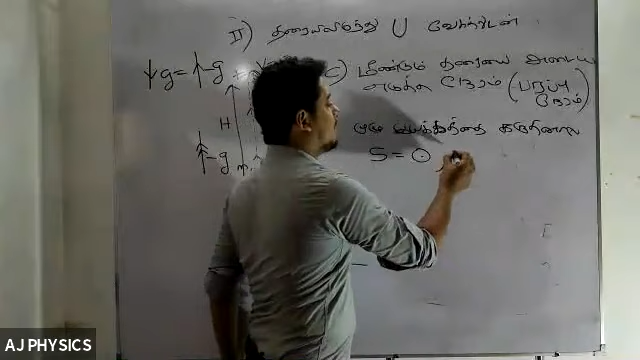 II) தரையிலிருந்து U வேகத்துடன்
↓g = ↑-g
c) மீண்டும் தரையை அடைய
எடுத்த நேரம் (பறப்பு
நேரம்)
H
↑-g
முழு இயக்கத்தை கருதினால்
S = 0
AJ PHYSICS